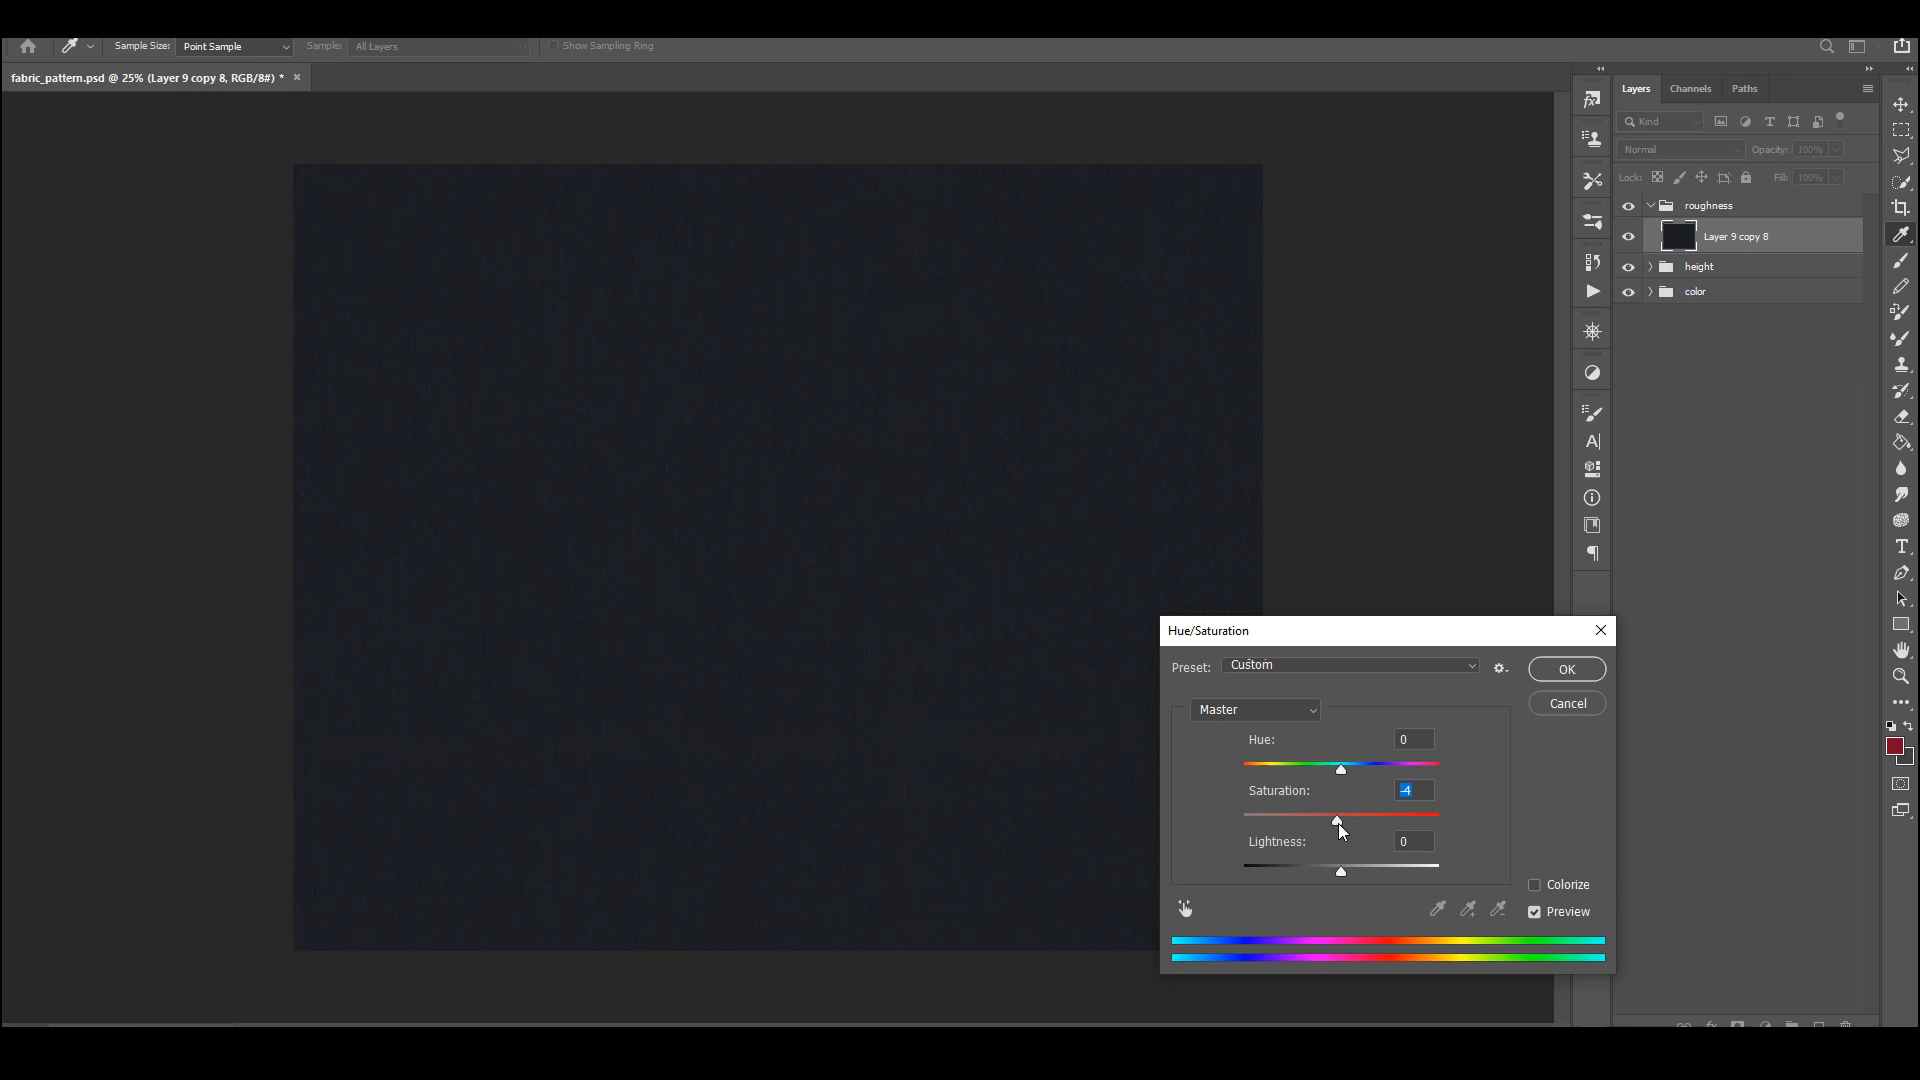 Sample Size: Point Sample Sample: All Layers Show Sampling Ring
fabric_pattern.psd @ 25% (Layer 9 copy 8, RGB/8#) * ×
Layers Channels Paths
Kind
Normal Opacity: 100%
Lock: Fill: 100%
roughness
Layer 9 copy 8
height
color
Hue/Saturation
Preset: Custom
OK
Master
Cancel
Hue: 0
Saturation: -4
Lightness: 0
Colorize
Preview